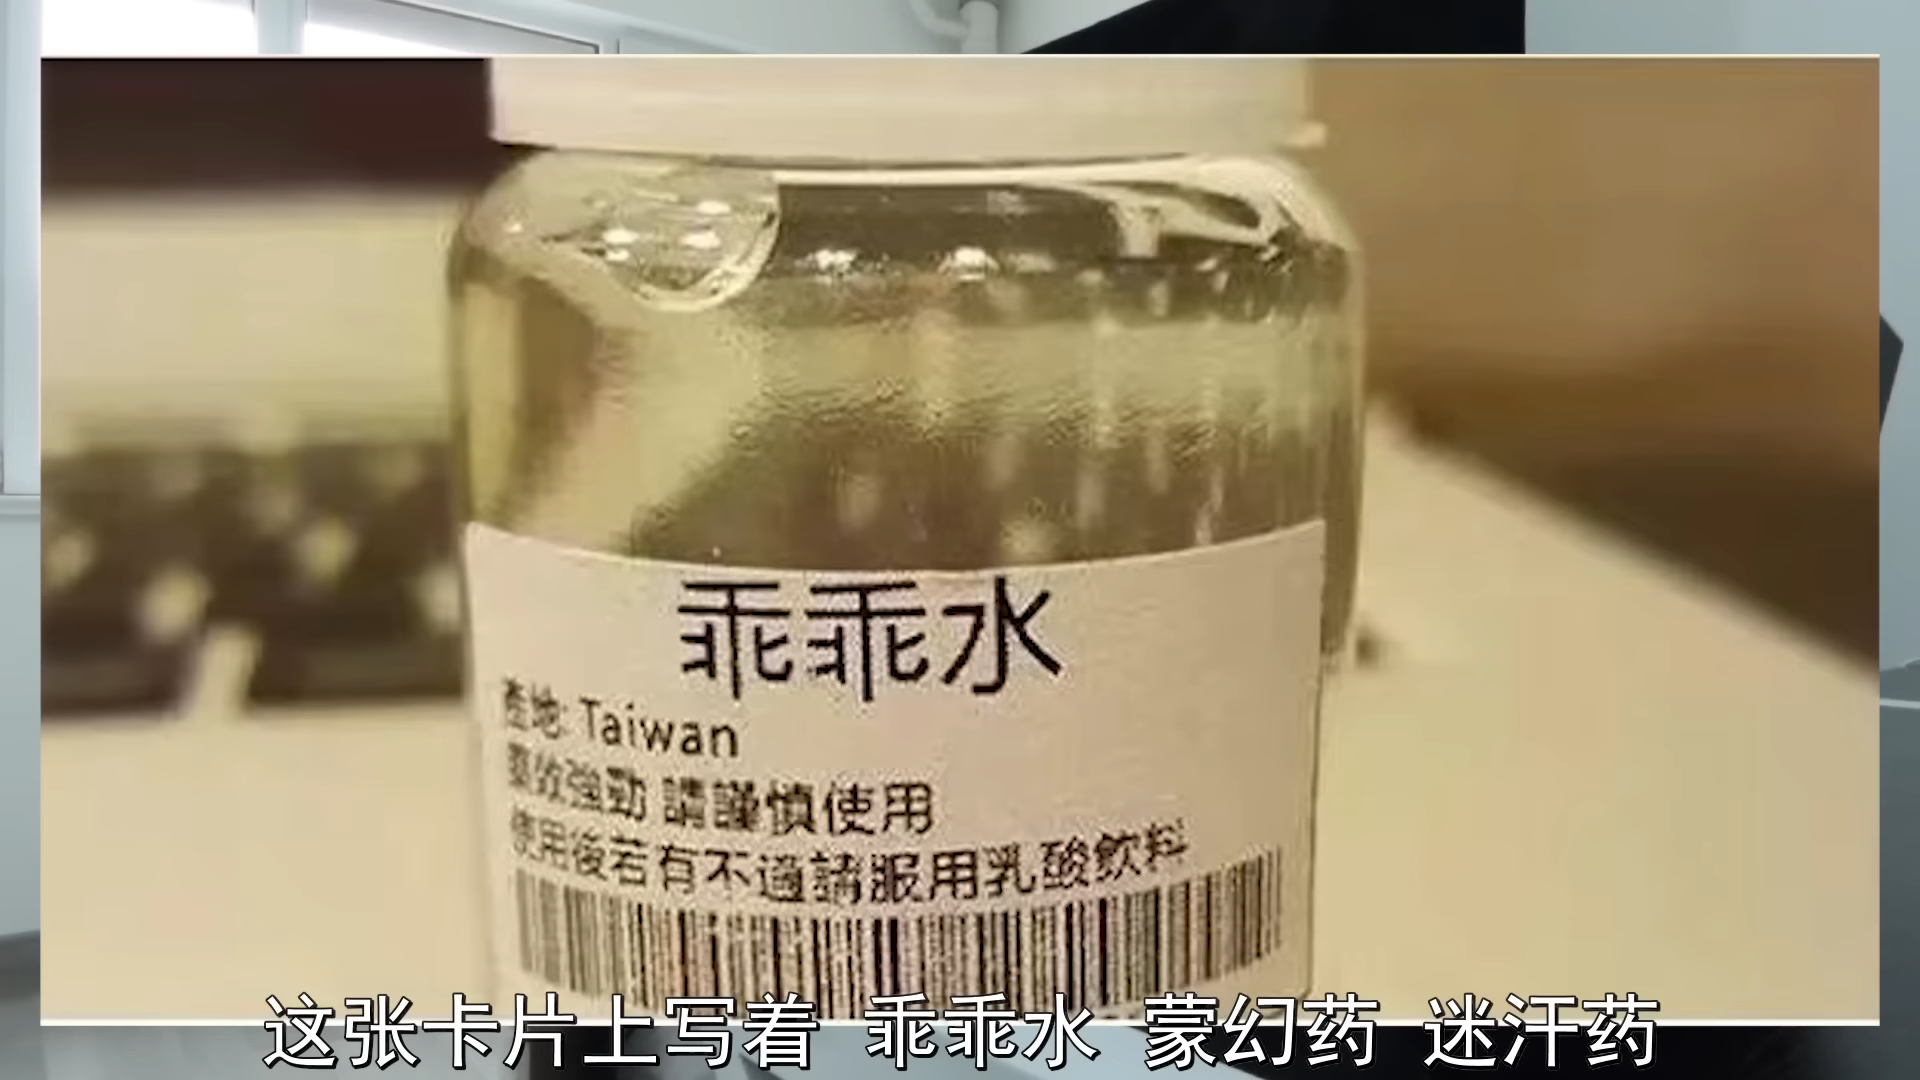 乖乖水
產地: Taiwan
藥效強勁 請謹慎使用
使用後若有不適請服用乳酸飲料
这张卡片上写着 乖乖水 蒙幻药 迷汗药